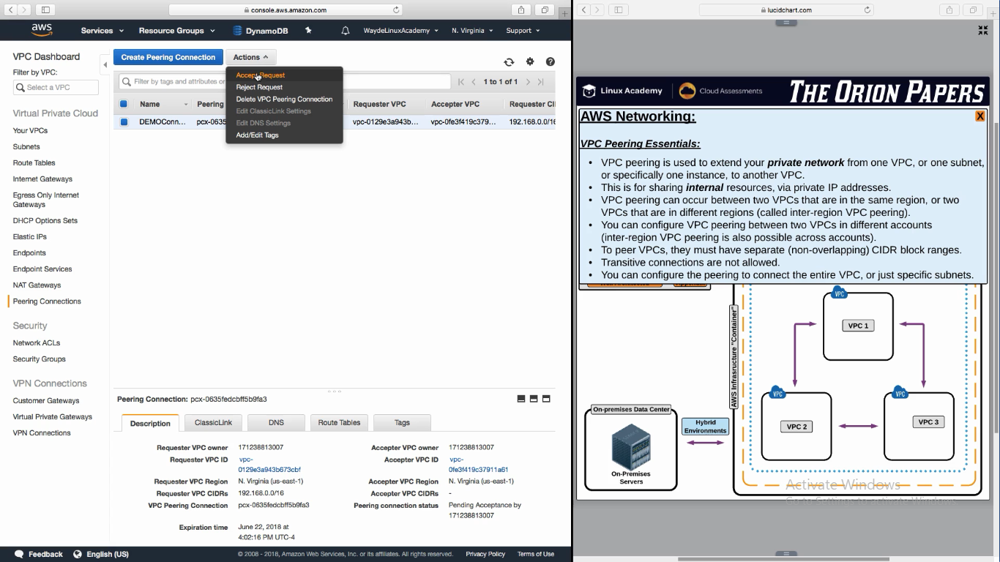 console.aws.amazon.com
aws
Services
Resource Groups
DynamoDB
WaydeLinuxAcademy
N. Virginia
Support
VPC Dashboard
Filter by VPC:
Select a VPC
Virtual Private Cloud
Your VPCs
Subnets
Route Tables
Internet Gateways
Egress Only Internet
Gateways
DHCP Options Sets
Elastic IPs
Endpoints
Endpoint Services
NAT Gateways
Peering Connections
Security
Network ACLs
Security Groups
VPN Connections
Customer Gateways
Virtual Private Gateways
VPN Connections
Create Peering Connection
Actions
Accept Request
Reject Request
Delete VPC Peering Connection
Edit ClassicLink Settings
Edit DNS Settings
Add/Edit Tags
Filter by tags and attributes or
1 to 1 of 1
Name
Peering
Requester VPC
Accepter VPC
Requester CI
DEMOConn...
pcx-0635
vpc-0129e3a943b...
vpc-0fe3f419c379...
192.168.0.0/16
Peering Connection: pcx-0635fedcbff5b9fa3
Description
ClassicLink
DNS
Route Tables
Tags
Requester VPC owner 171238813007
Requester VPC ID vpc-
0129e3a943b673cbf
Requester VPC Region N. Virginia (us-east-1)
Requester VPC CIDRs 192.168.0.0/16
VPC Peering Connection pcx-0635fedcbff5b9fa3
Expiration time June 22, 2018 at
4:02:16 PM UTC-4
Accepter VPC owner 171238813007
Accepter VPC ID vpc-
0fe3f419c37911a61
Accepter VPC Region N. Virginia (us-east-1)
Accepter VPC CIDRs -
Peering connection status Pending Acceptance by
171238813007
Feedback
English (US)
© 2008 - 2018, Amazon Web Services, Inc. or its affiliates. All rights reserved.
Privacy Policy
Terms of Use
lucidchart.com
Linux Academy
Cloud Assessments
THE ORION PAPERS
AWS Networking:
X
VPC Peering Essentials:
• VPC peering is used to extend your private network from one VPC, or one subnet,
or specifically one instance, to another VPC.
• This is for sharing internal resources, via private IP addresses.
• VPC peering can occur between two VPCs that are in the same region, or two
VPCs that are in different regions (called inter-region VPC peering).
• You can configure VPC peering between two VPCs in different accounts
(inter-region VPC peering is also possible across accounts).
• To peer VPCs, they must have separate (non-overlapping) CIDR block ranges.
• Transitive connections are not allowed.
• You can configure the peering to connect the entire VPC, or just specific subnets.
VPC
VPC 1
VPC
VPC 2
VPC
VPC 3
AWS Infrasructure "Container"
On-premises Data Center
On-Premises
Servers
Hybrid
Environments
Activate Windows
Go to Settings to activate Windows.